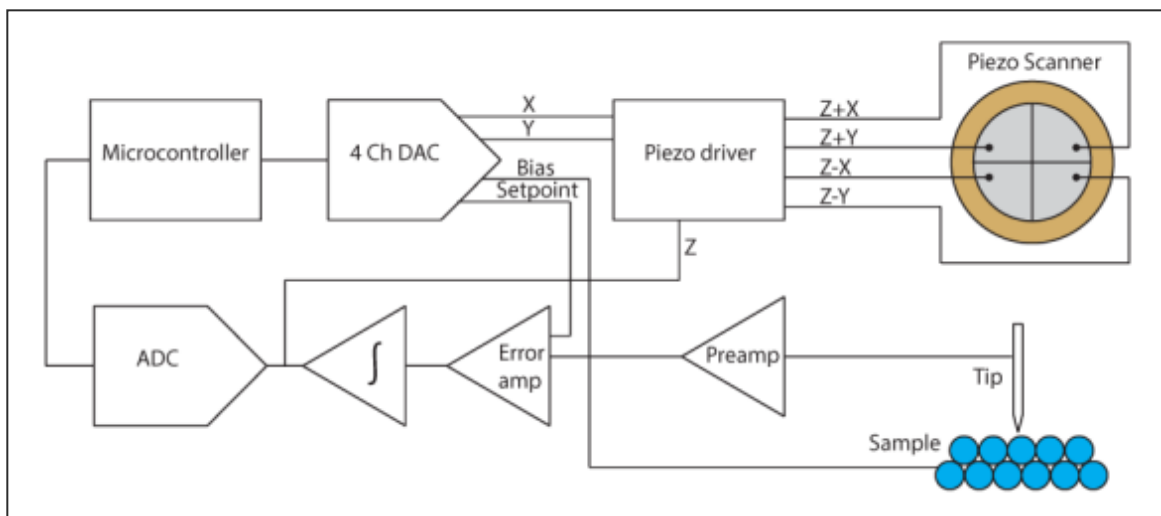 Piezo Scanner
X
Z+X
Microcontroller
4 Ch DAC
Y
Piezo driver
Z+Y
Bias
Z-X
Setpoint
Z-Y
Z
ADC
∫
Error
amp
Preamp
Tip
Sample